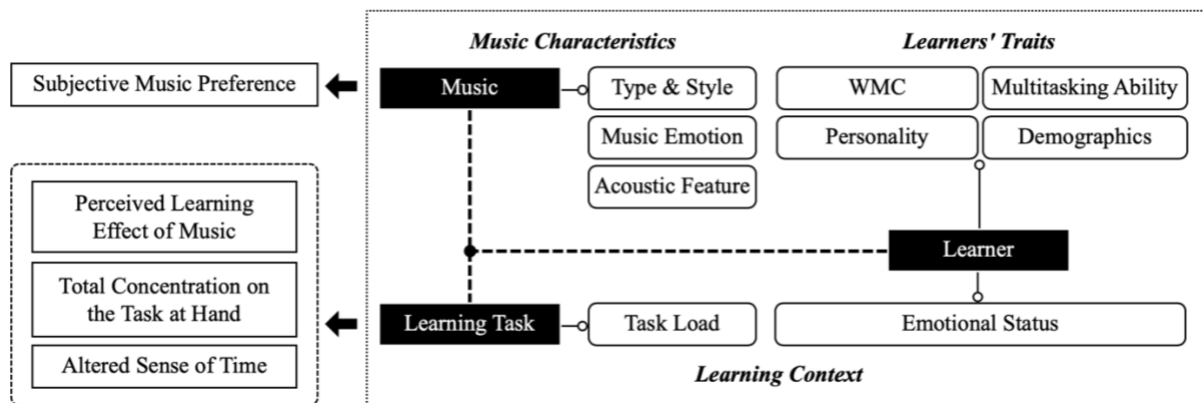 Music Characteristics
Learners' Traits
Subjective Music Preference
Music
Type & Style
WMC
Multitasking Ability
Music Emotion
Personality
Demographics
Acoustic Feature
Perceived Learning
Effect of Music
Learner
Total Concentration on
the Task at Hand
Learning Task
Task Load
Emotional Status
Altered Sense of Time
Learning Context